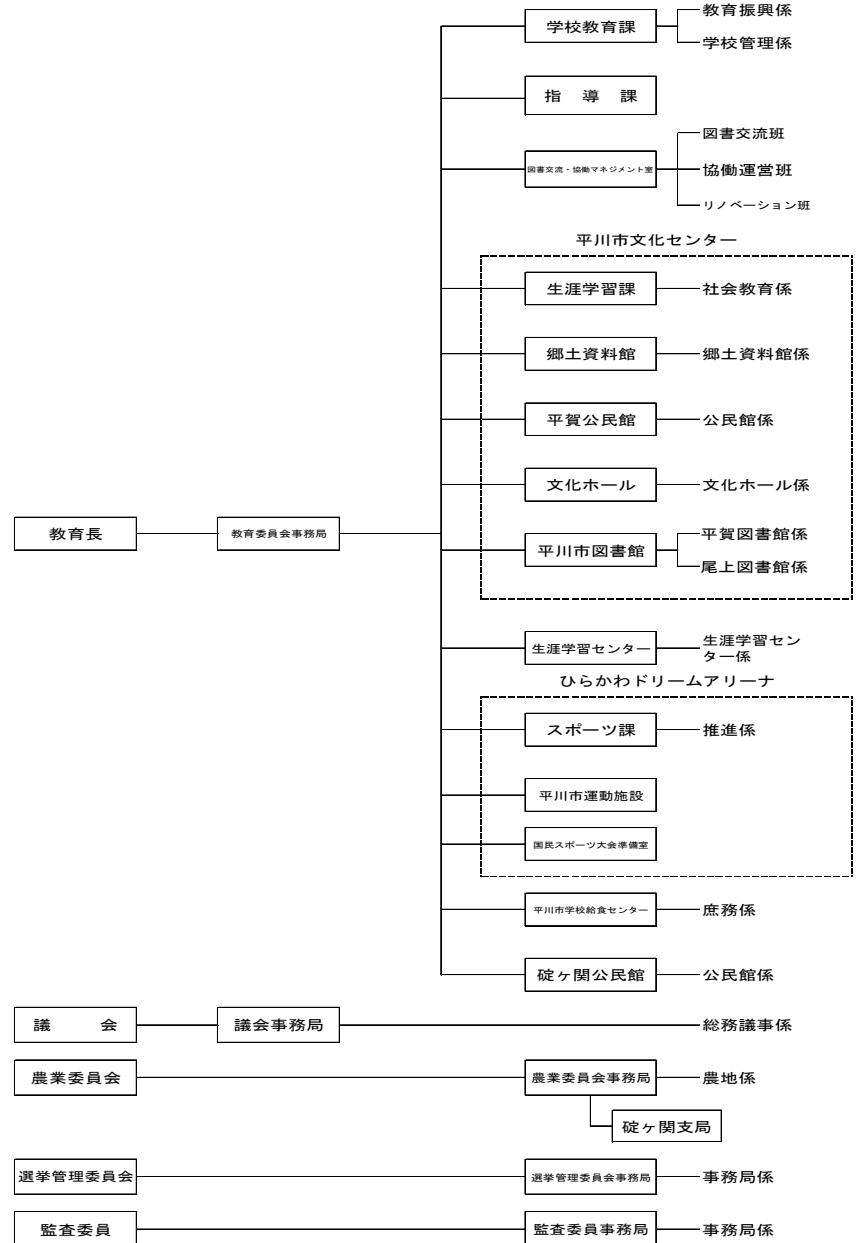 教育振興係
学校教育課
学校管理係
指　導　課
図書交流班
図書交流・協働マネジメント室
協働運営班
リノベーション班
平川市文化センター
生涯学習課
社会教育係
郷土資料館
郷土資料館係
平賀公民館
公民館係
文化ホール
文化ホール係
教育長
教育委員会事務局
平川市図書館
平賀図書館係
尾上図書館係
生涯学習センター
生涯学習セン
ター係
ひらかわドリームアリーナ
スポーツ課
推進係
平川市運動施設
国民スポーツ大会準備室
平川市学校給食センター
庶務係
碇ヶ関公民館
公民館係
議　　会
議会事務局
総務議事係
農業委員会
農業委員会事務局
農地係
碇ヶ関支局
選挙管理委員会
選挙管理委員会事務局
事務局係
監査委員
監査委員事務局
事務局係